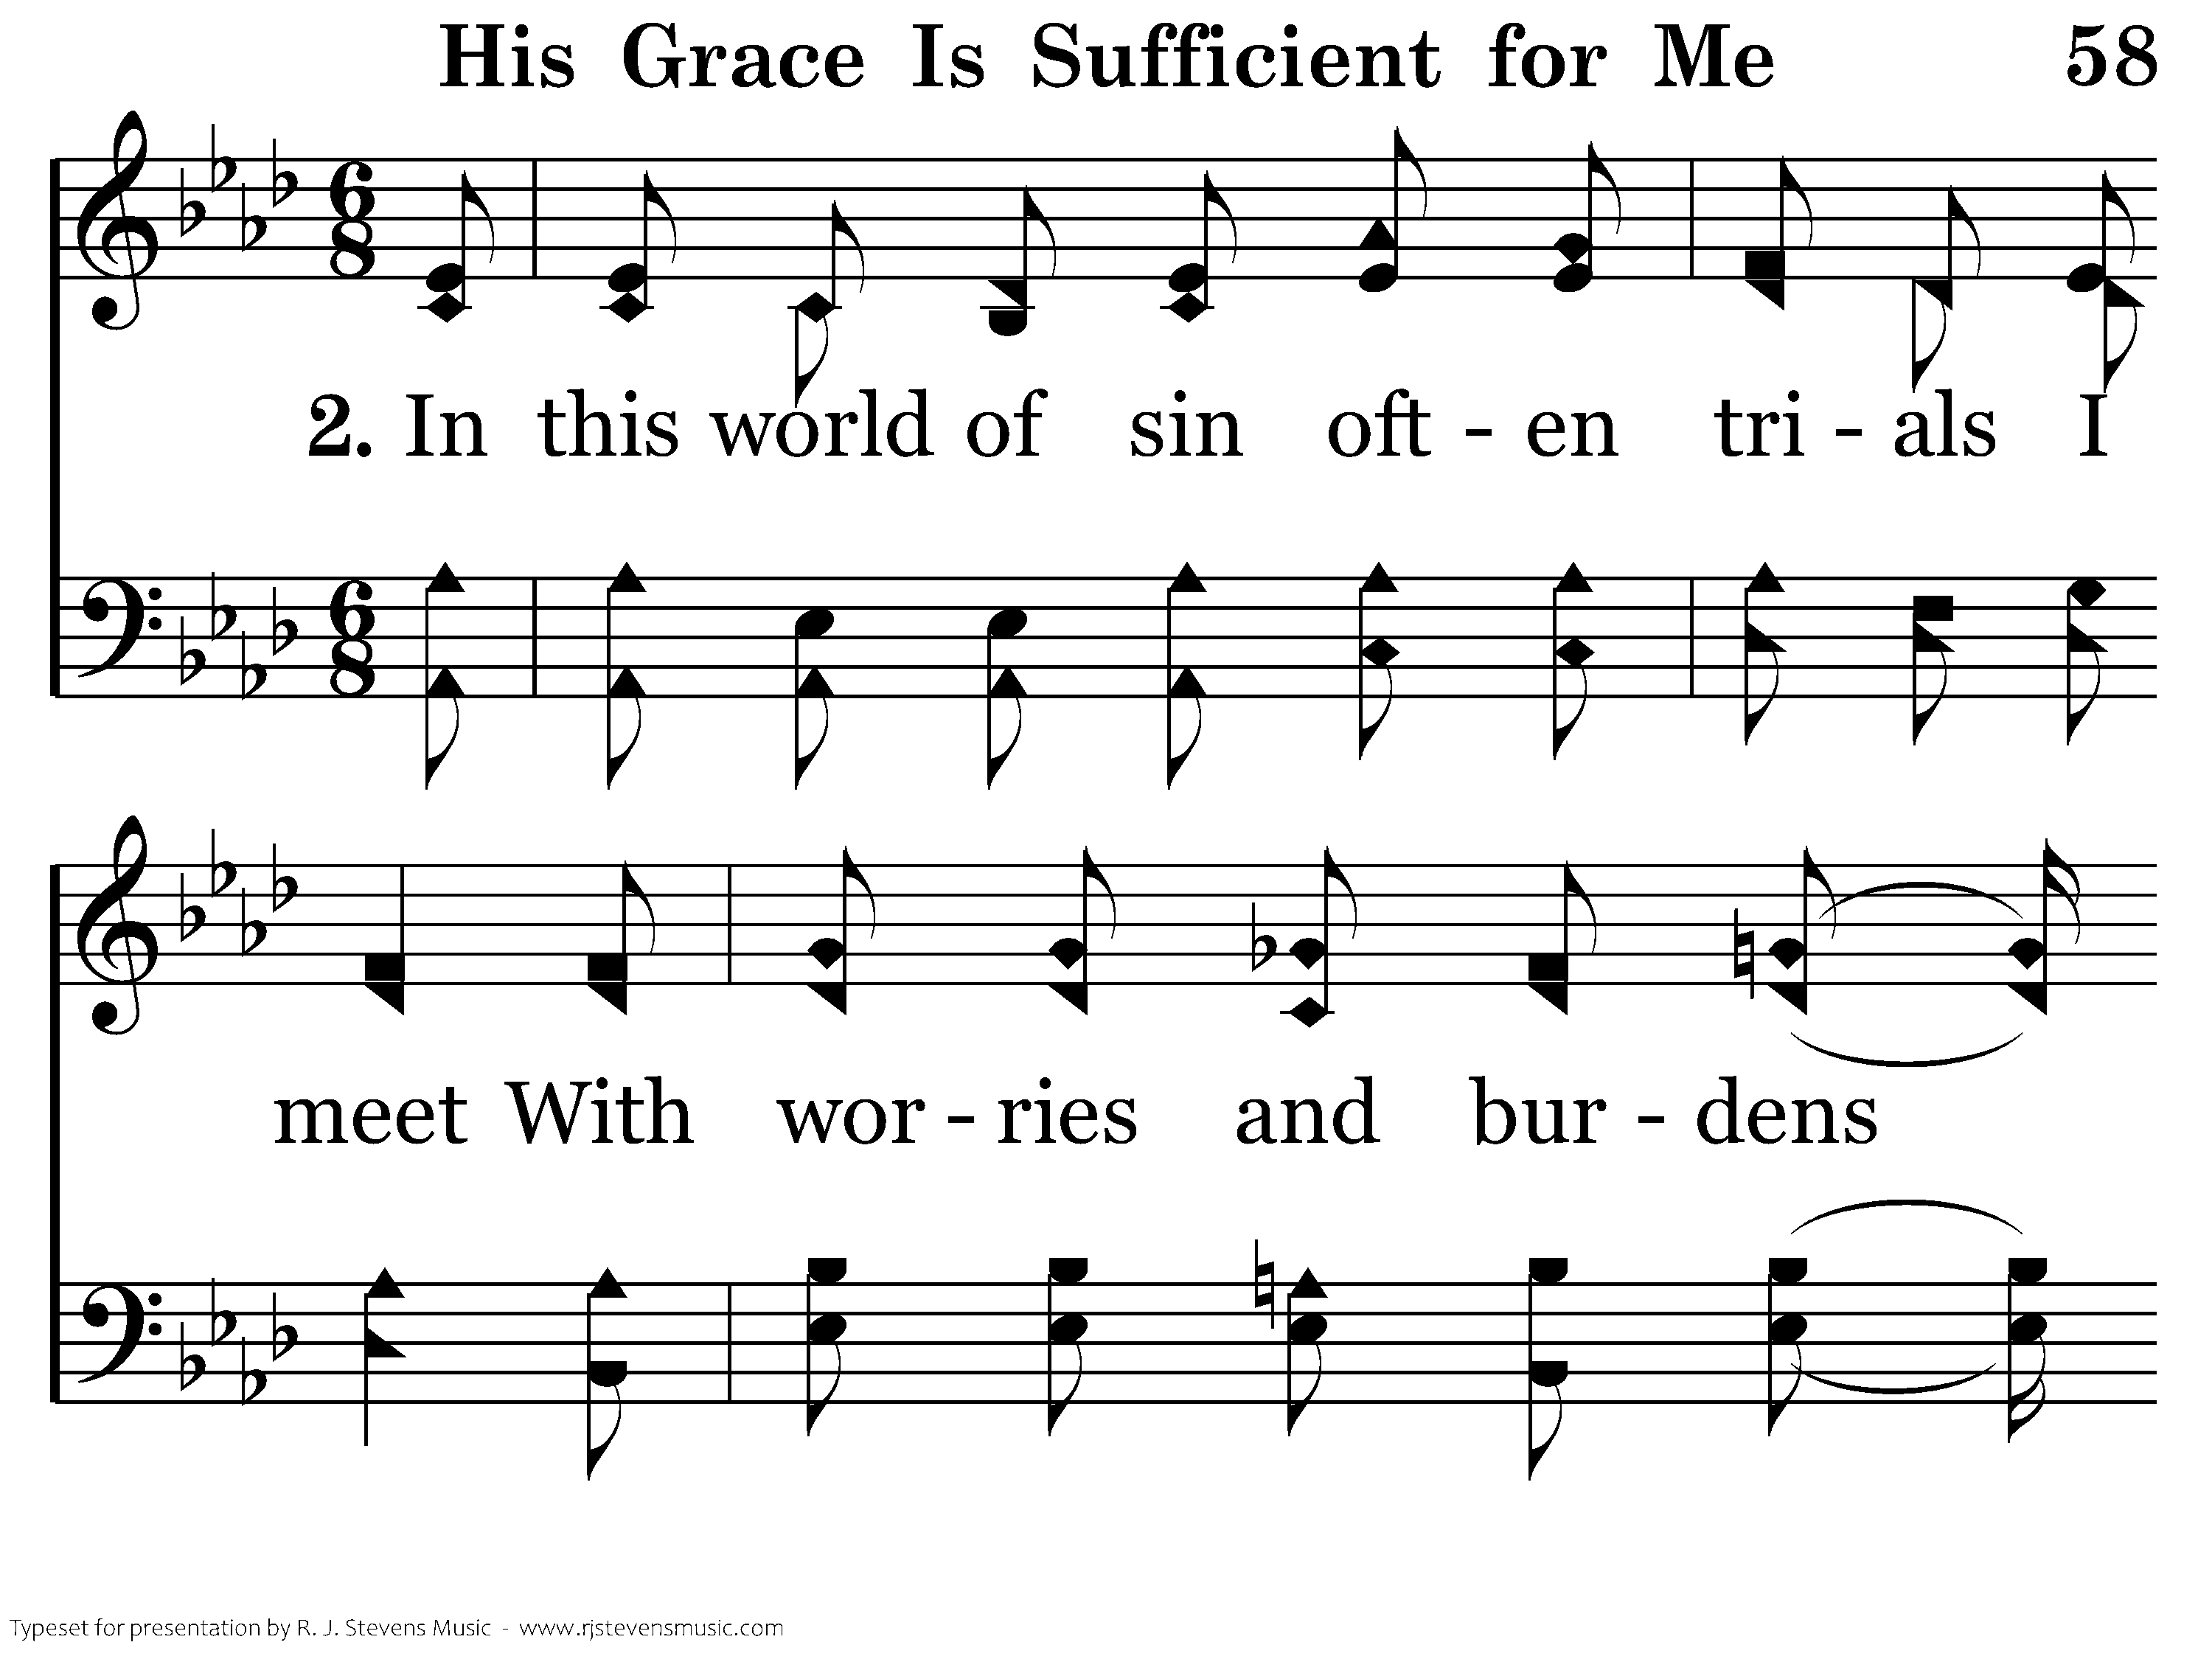 His Grace Is Sufficient for Me 58
2. In this world of sin oft - en tri - als I
meet With wor - ries and bur - dens
Typeset for presentation by R. J. Stevens Music - www.rjstevensmusic.com